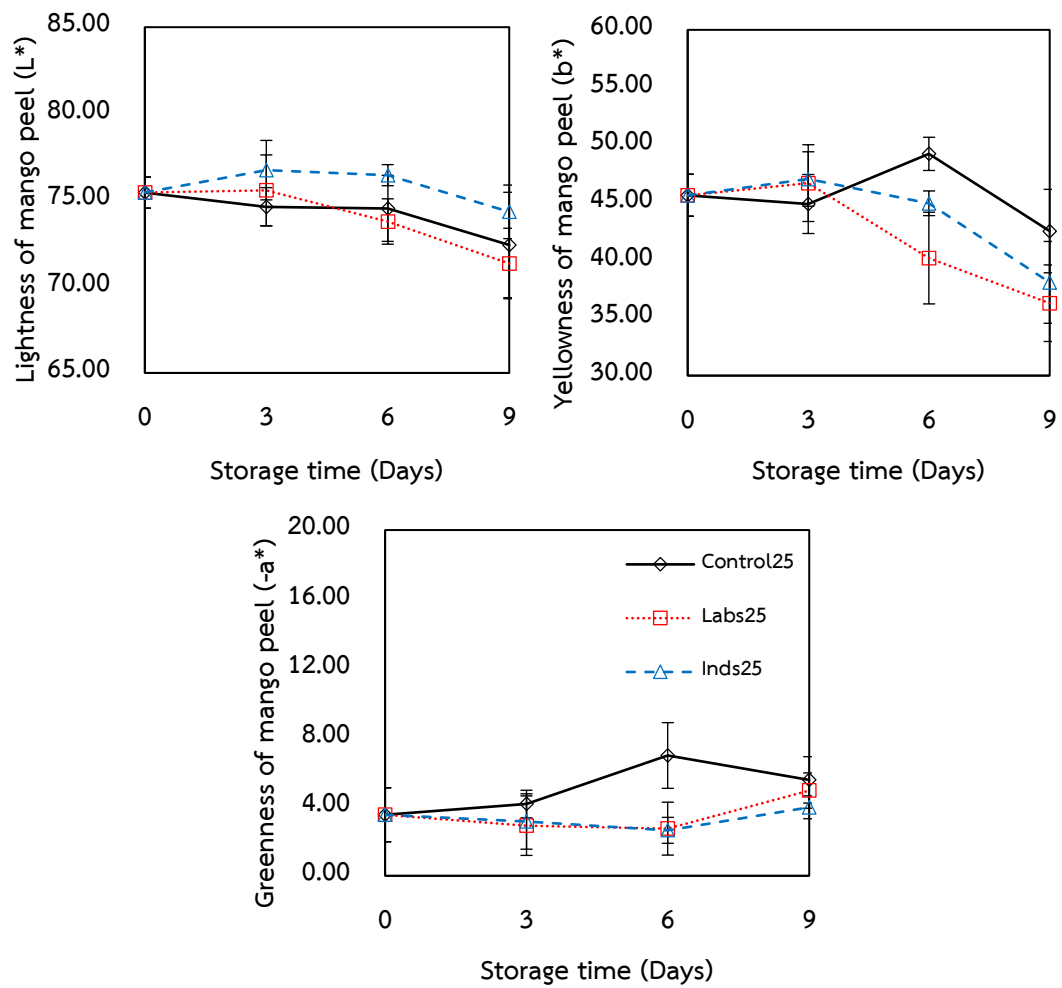 Lightness of mango peel (L*)
85.00
80.00
75.00
70.00
65.00
0 3 6 9
Storage time (Days)
Yellowness of mango peel (b*)
60.00
55.00
50.00
45.00
40.00
35.00
30.00
0 3 6 9
Storage time (Days)
Greenness of mango peel (-a*)
20.00
16.00
12.00
8.00
4.00
0.00
Control25
Labs25
Inds25
0 3 6 9
Storage time (Days)